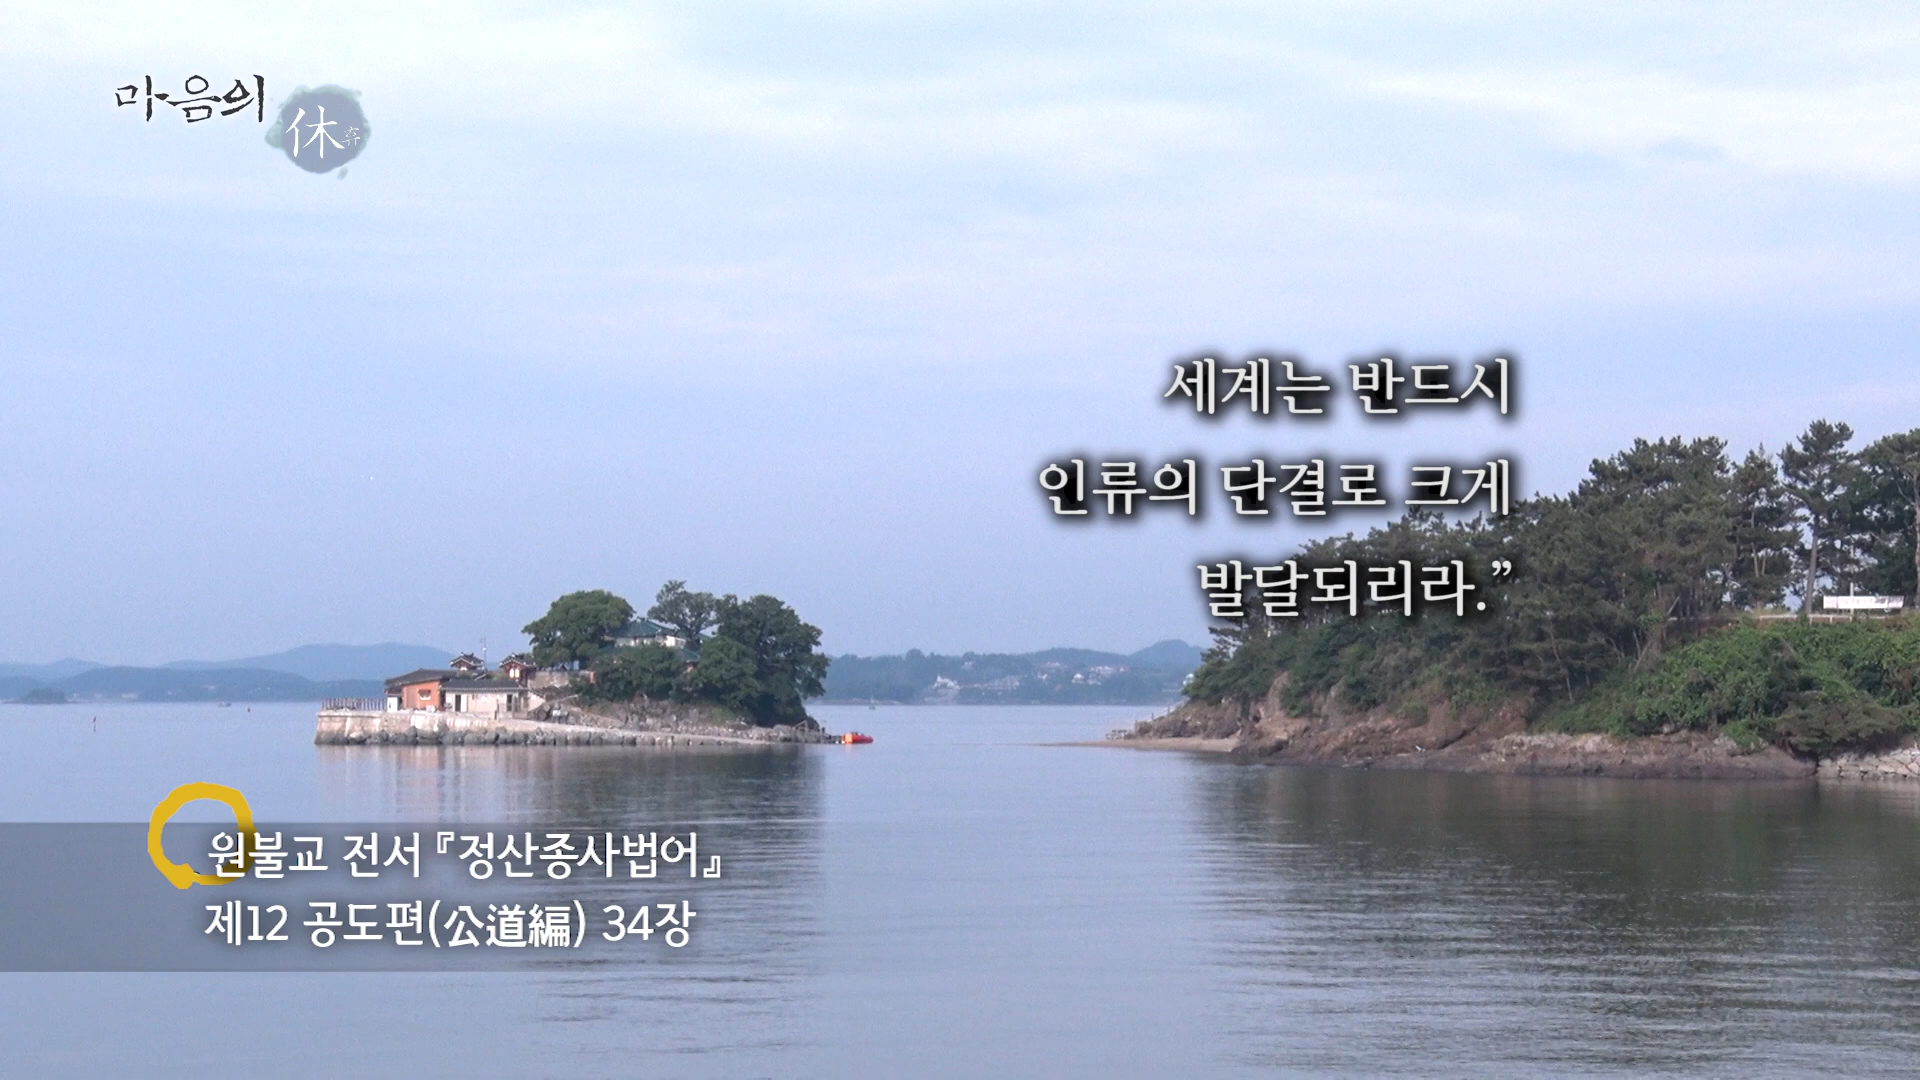 마음의 休휴
세계는 반드시
인류의 단결로 크게
발달되리라.”
원불교 전서『정산종사법어』
제12 공도편(公道編) 34장